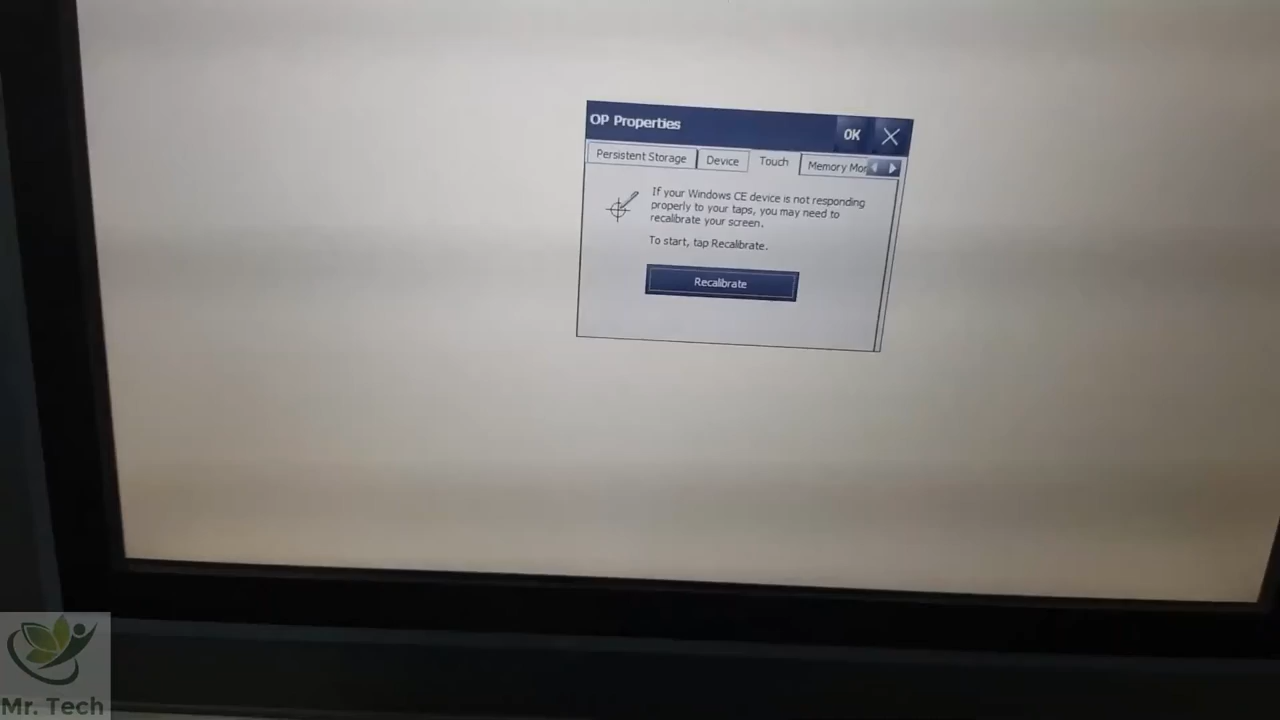 OP Properties
OK
Persistent Storage
Device
Touch
Memory Mor
If your Windows CE device is not responding
properly to your taps, you may need to
recalibrate your screen.
To start, tap Recalibrate.
Recalibrate
Mr. Tech